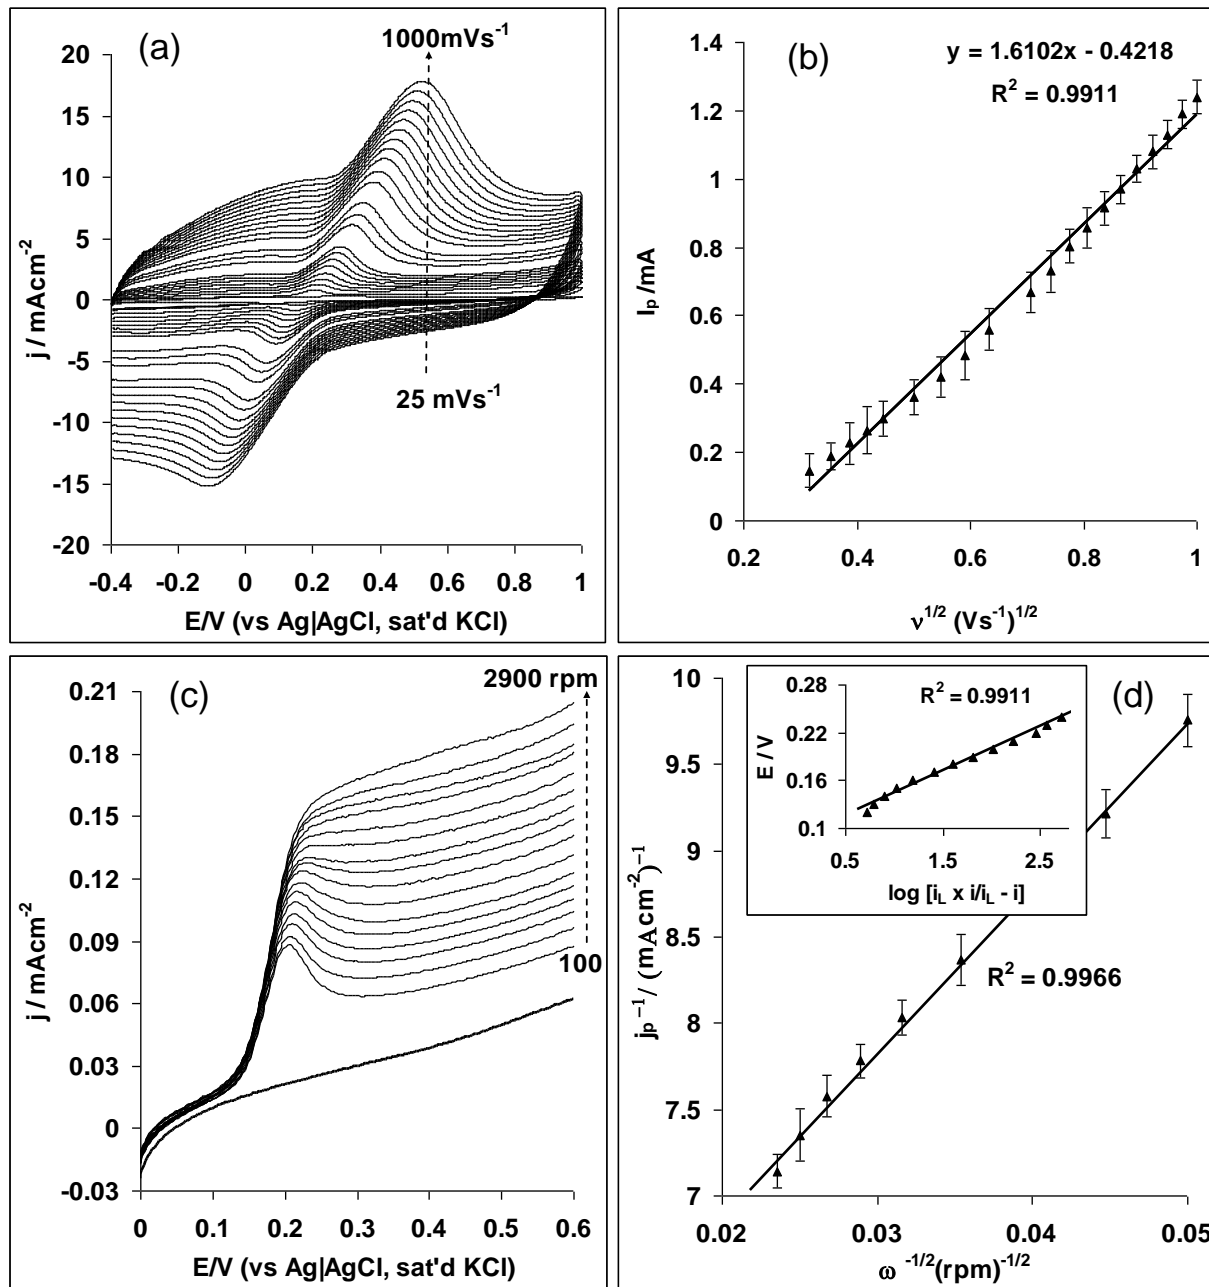 (a)
1000mVs⁻¹
20
15
10
5
0
-5
-10
-15
-20
j / mAcm⁻²
25 mVs⁻¹
-0.4 -0.2 0 0.2 0.4 0.6 0.8 1
E/V (vs Ag|AgCl, sat'd KCl)
(b)
y = 1.6102x - 0.4218
R² = 0.9911
1.4
1.2
1.0
0.8
0.6
0.4
0.2
0
Iₚ /mA
0.2 0.4 0.6 0.8 1
ν^1/2 (Vs⁻¹)^1/2
(c)
2900 rpm
0.21
0.18
0.15
0.12
0.09
0.06
0.03
0
-0.03
j / mAcm⁻²
100
0 0.1 0.2 0.3 0.4 0.5 0.6
E/V (vs Ag|AgCl, sat'd KCl)
(d)
10
9.5
9
8.5
8
7.5
7
jp⁻¹/ (mAcm⁻²)⁻¹
R² = 0.9966
0.02 0.03 0.04 0.05
ω ^-1/2(rpm)^-1/2
R² = 0.9911
0.28
0.22
0.16
0.1
E / V
0.5 1.5 2.5
log [i_L x i/i_L - i]